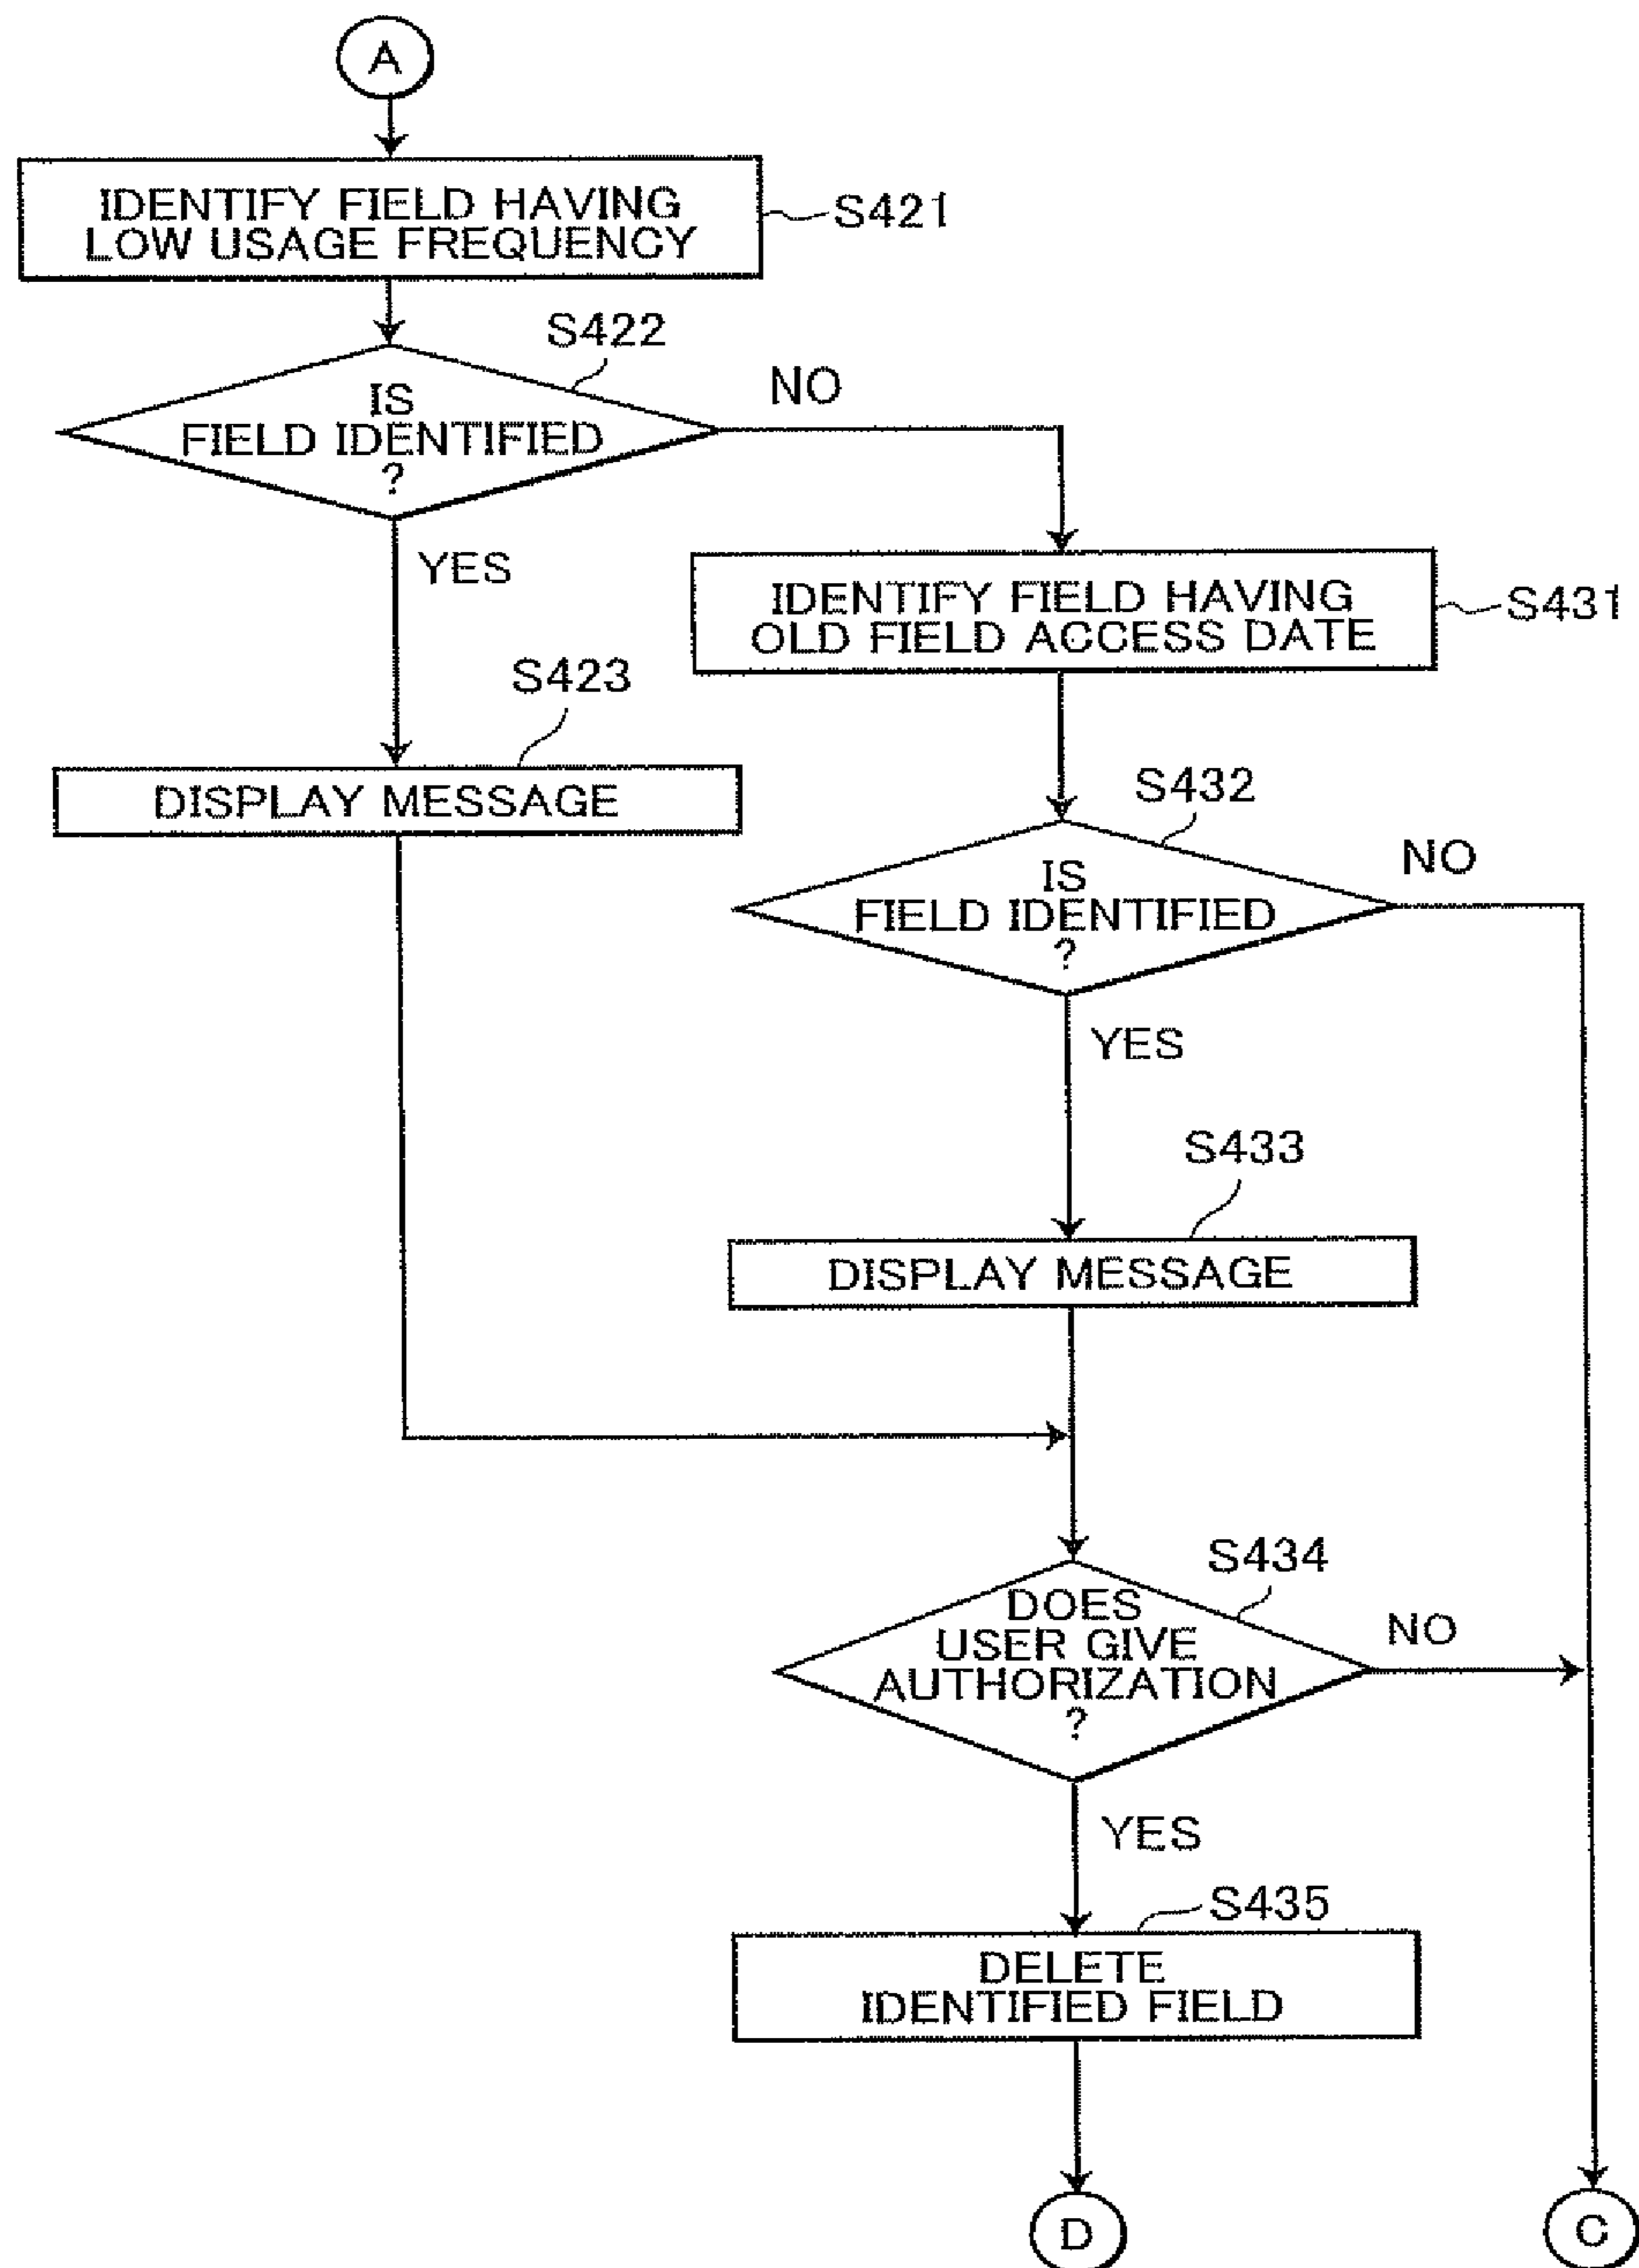 A
IDENTIFY FIELD HAVING
LOW USAGE FREQUENCY
S421
S422
IS
FIELD IDENTIFIED
?
NO
YES
IDENTIFY FIELD HAVING
OLD FIELD ACCESS DATE
S431
S423
DISPLAY MESSAGE
S432
IS
FIELD IDENTIFIED
?
NO
YES
S433
DISPLAY MESSAGE
S434
DOES
USER GIVE
AUTHORIZATION
?
NO
YES
S435
DELETE
IDENTIFIED FIELD
D
C